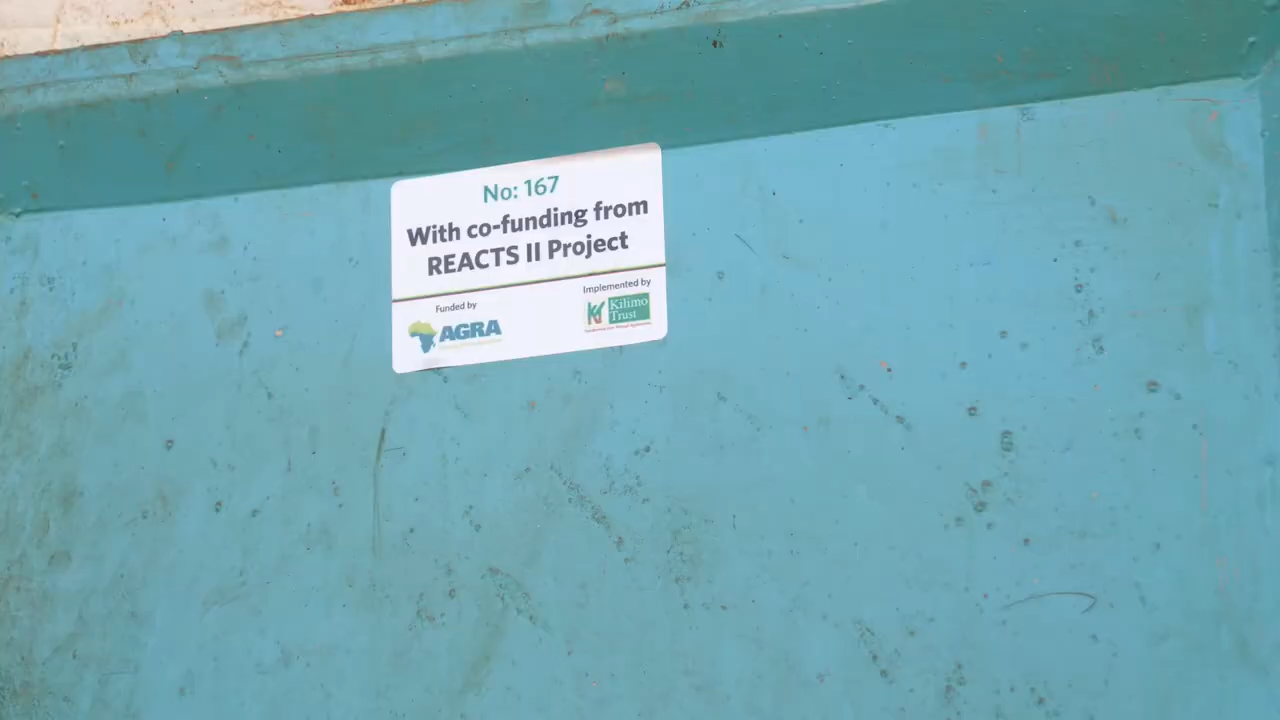 No: 167
With co-funding from
REACTS II Project
Funded by
AGRA
Implemented by
Kilimo
Trust